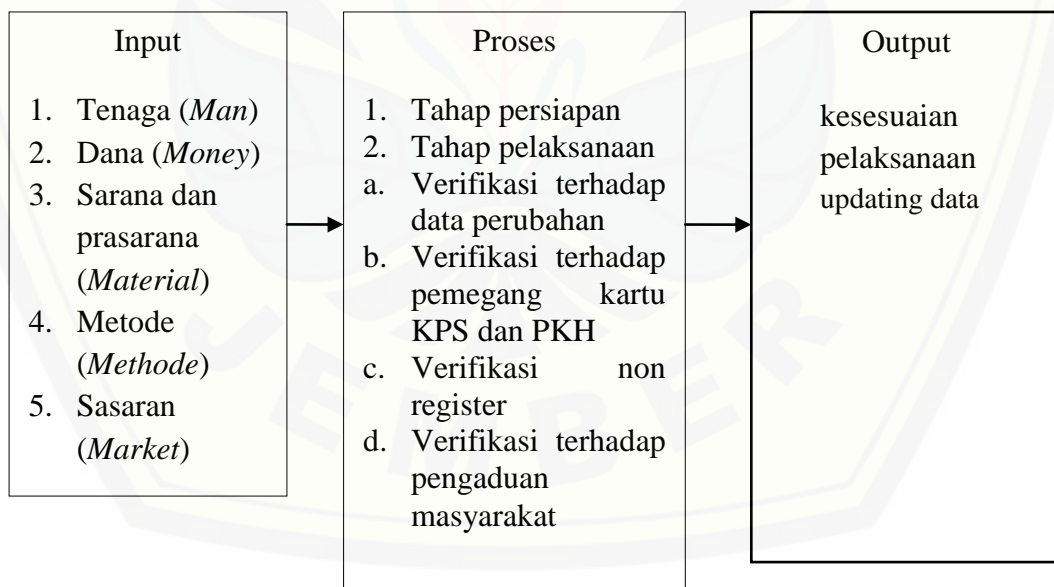 Input
1. Tenaga (Man)
2. Dana (Money)
3. Sarana dan
prasarana
(Material)
4. Metode
(Methode)
5. Sasaran
(Market)
Proses
1. Tahap persiapan
2. Tahap pelaksanaan
a. Verifikasi terhadap
data perubahan
b. Verifikasi terhadap
pemegang kartu
KPS dan PKH
c. Verifikasi non
register
d. Verifikasi terhadap
pengaduan
masyarakat
Output
kesesuaian
pelaksanaan
updating data
JEMBER